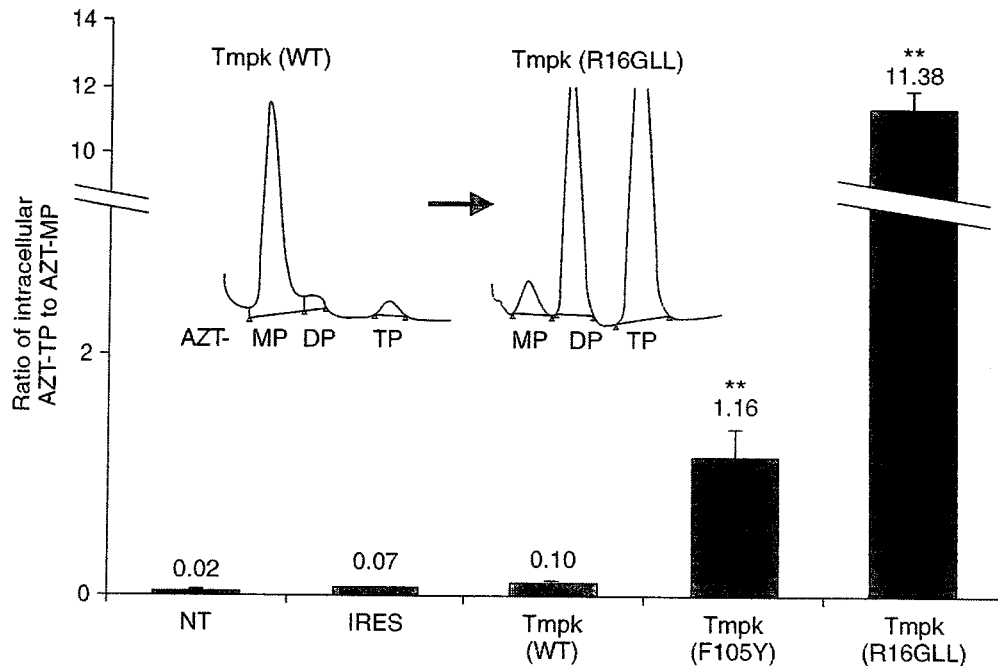 14
12
10
2
0
Ratio of intracellular
AZT-TP to AZT-MP
Tmpk (WT)
Tmpk (R16GLL)
AZT- MP DP TP
MP DP TP
0.02
0.07
0.10
**
1.16
**
11.38
NT
IRES
Tmpk
(WT)
Tmpk
(F105Y)
Tmpk
(R16GLL)